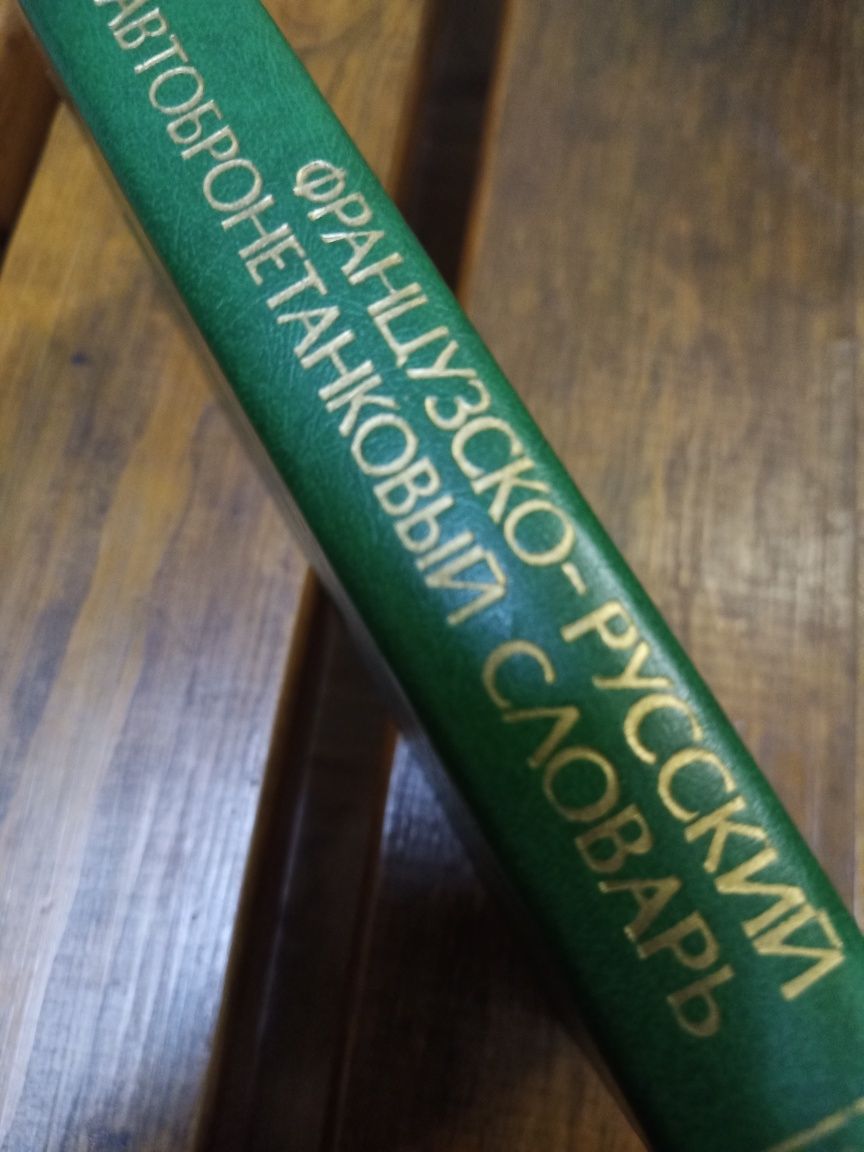 ФРАНЦУЗСКО-РУССКИЙ
АВТОБРОНЕТАНКОВЫЙ СЛОВАРЬ